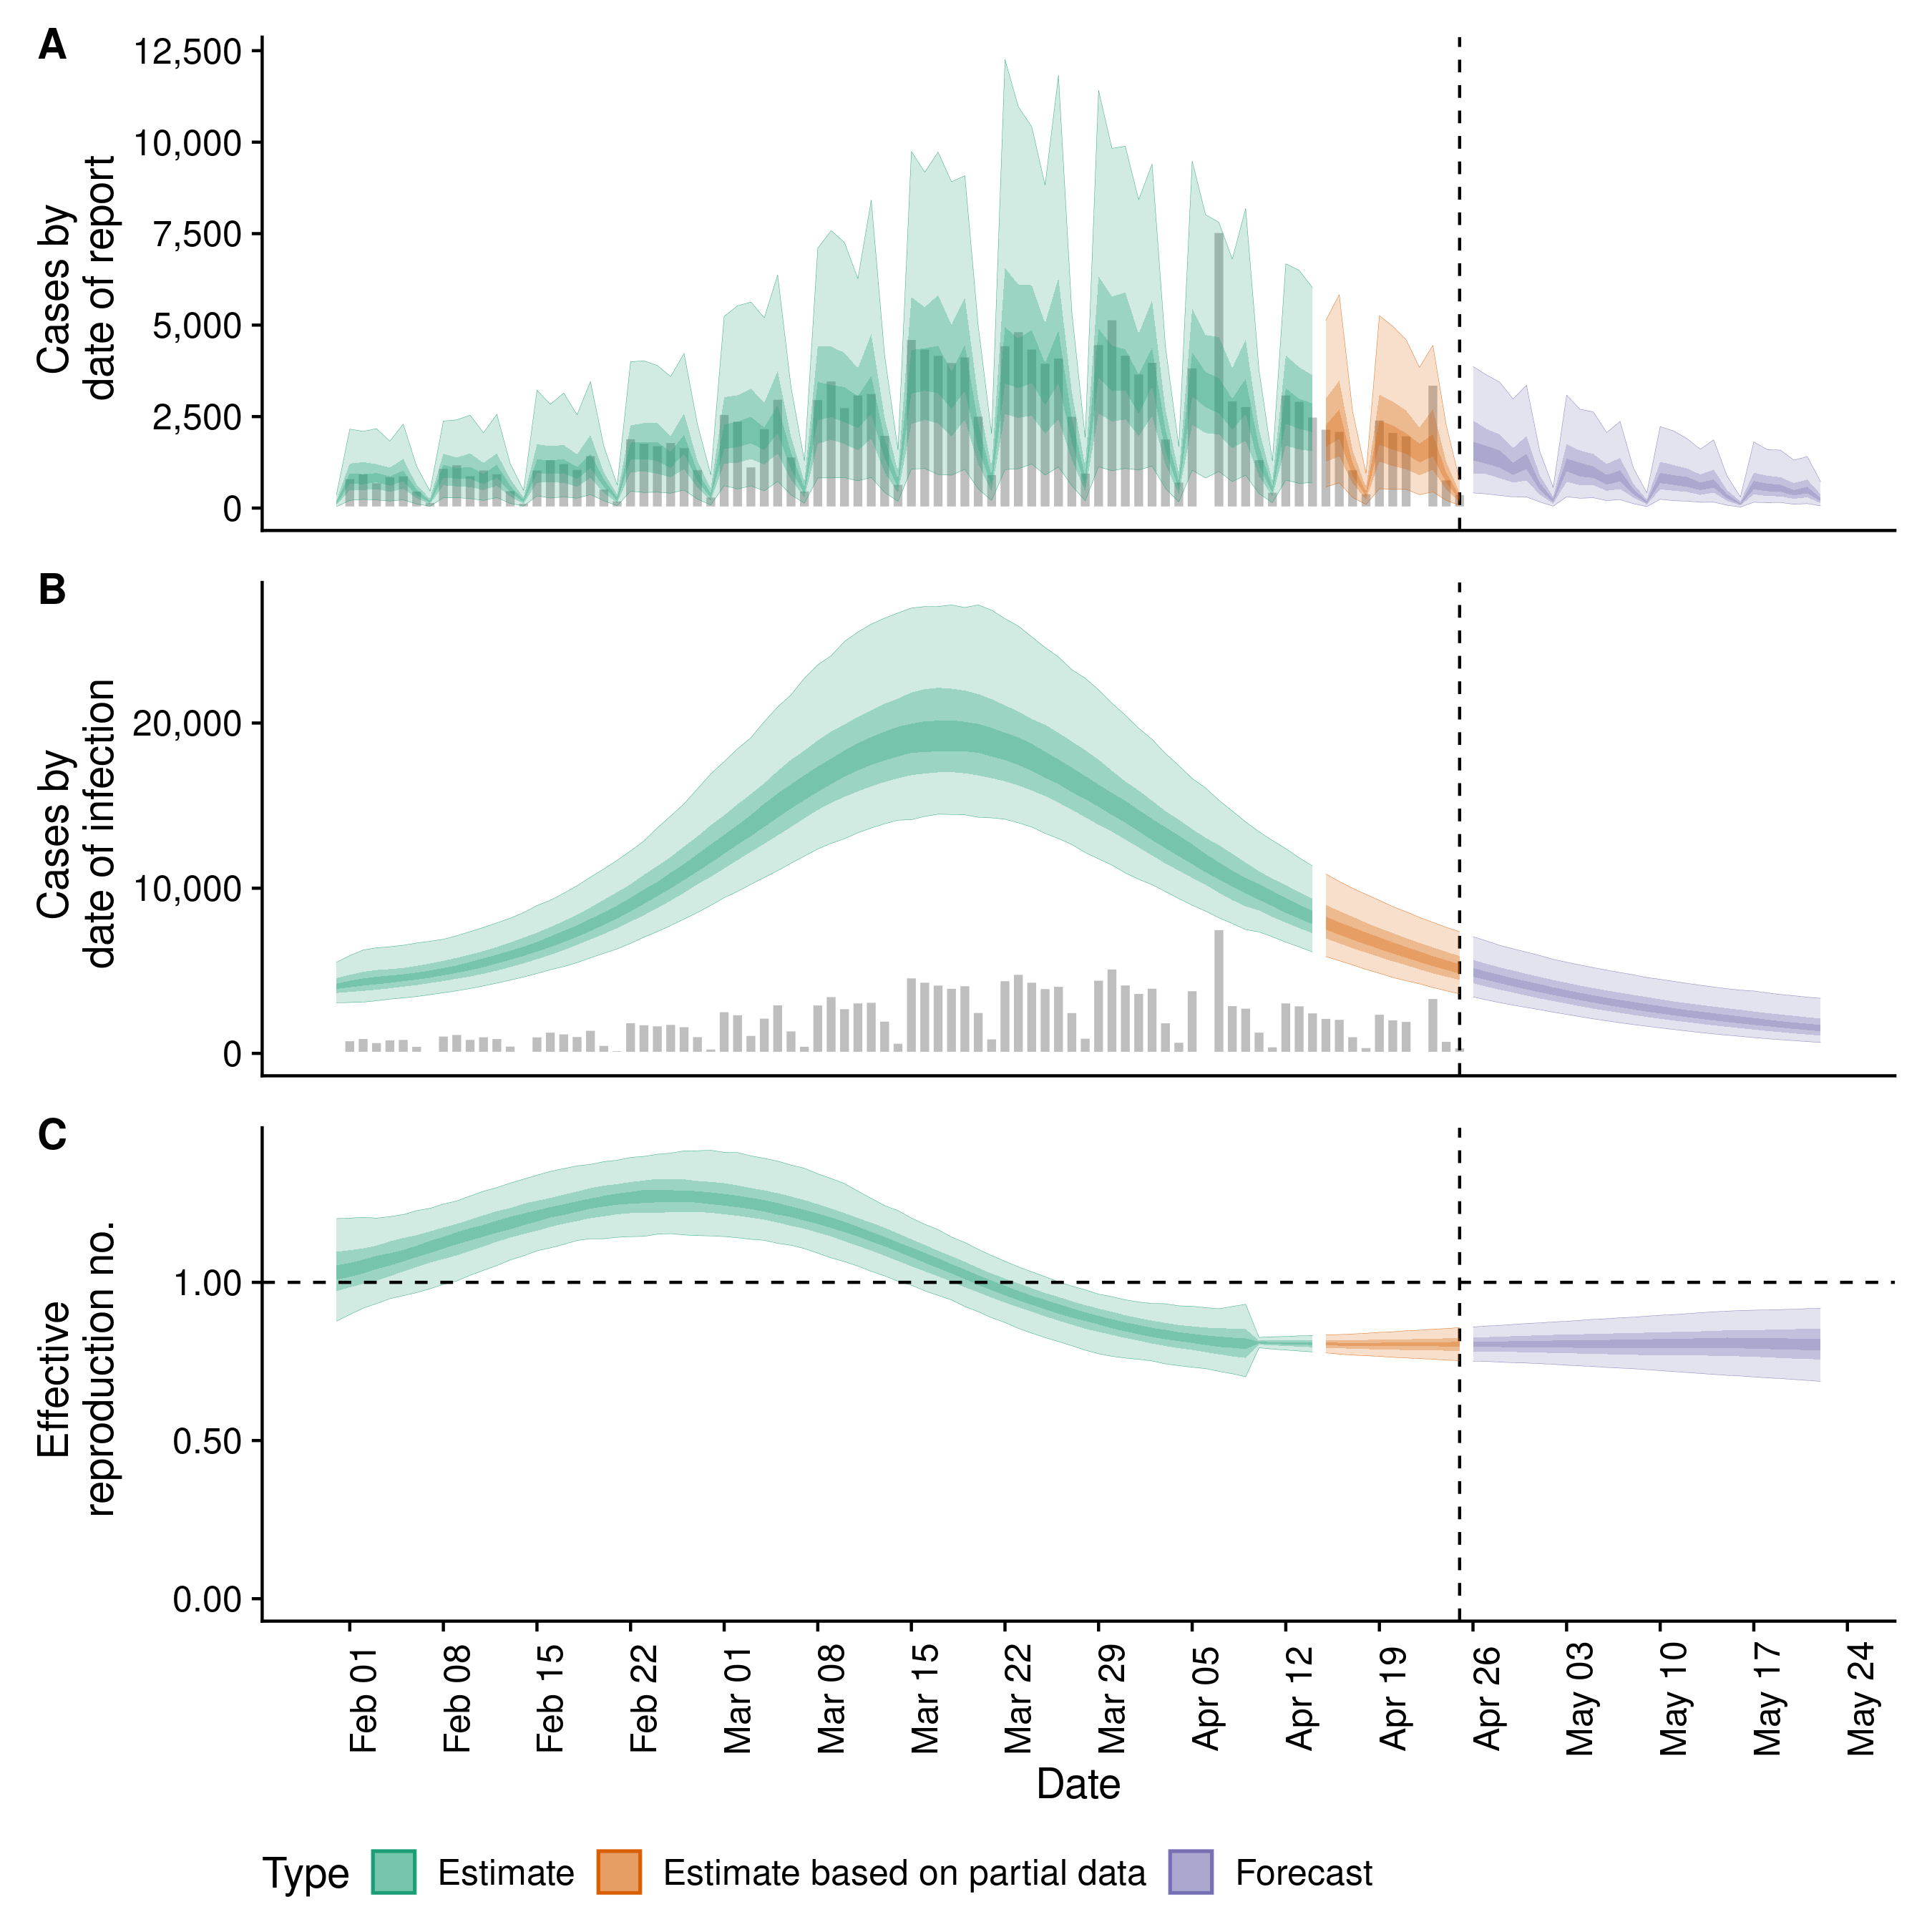 A
Cases by
date of report
12,500
10,000
7,500
5,000
2,500
0
B
Cases by
date of infection
20,000
10,000
0
C
Effective
reproduction no.
1.00
0.50
0.00
Feb 01
Feb 08
Feb 15
Feb 22
Mar 01
Mar 08
Mar 15
Mar 22
Mar 29
Apr 05
Apr 12
Apr 19
Apr 26
May 03
May 10
May 17
May 24
Date
Type Estimate Estimate based on partial data Forecast